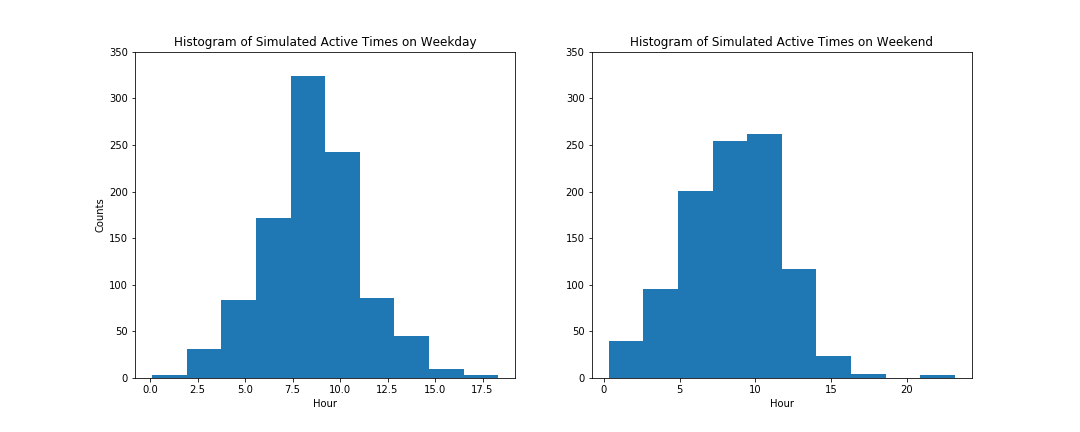 Histogram of Simulated Active Times on Weekday
350
300
250
200
150
100
50
0
Counts
0.0 2.5 5.0 7.5 10.0 12.5 15.0 17.5
Hour
Histogram of Simulated Active Times on Weekend
350
300
250
200
150
100
50
0
0 5 10 15 20
Hour